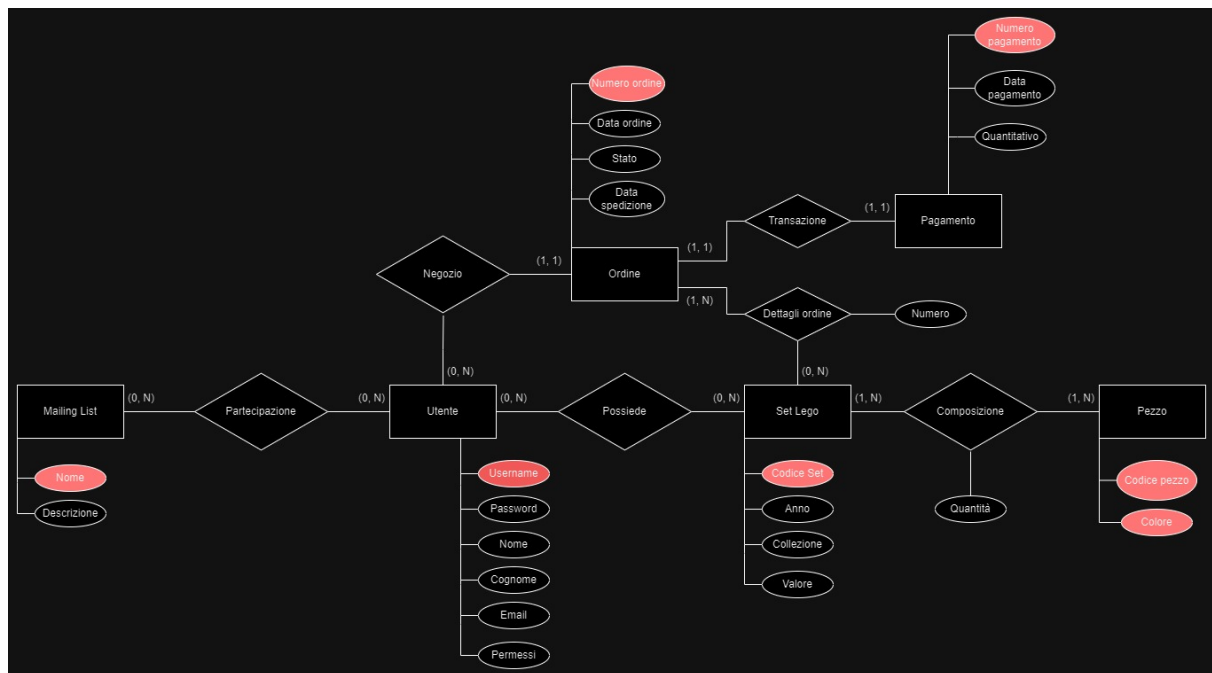 Numero
pagamento
Numero ordine
Data
pagamento
Data ordine
Quantitativo
Stato
Data
spedizione
Transazione
(1, 1)
Pagamento
(1, 1)
Negozio
(1, 1)
Ordine
(1, N)
Dettagli ordine
Numero
(0, N)
(0, N)
Mailing List
(0, N)
Partecipazione
(0, N)
Utente
(0, N)
Possiede
(0, N)
Set Lego
(1, N)
Composizione
(1, N)
Pezzo
Nome
Descrizione
Username
Password
Nome
Cognome
Email
Permessi
Codice Set
Anno
Collezione
Valore
Quantità
Codice pezzo
Colore